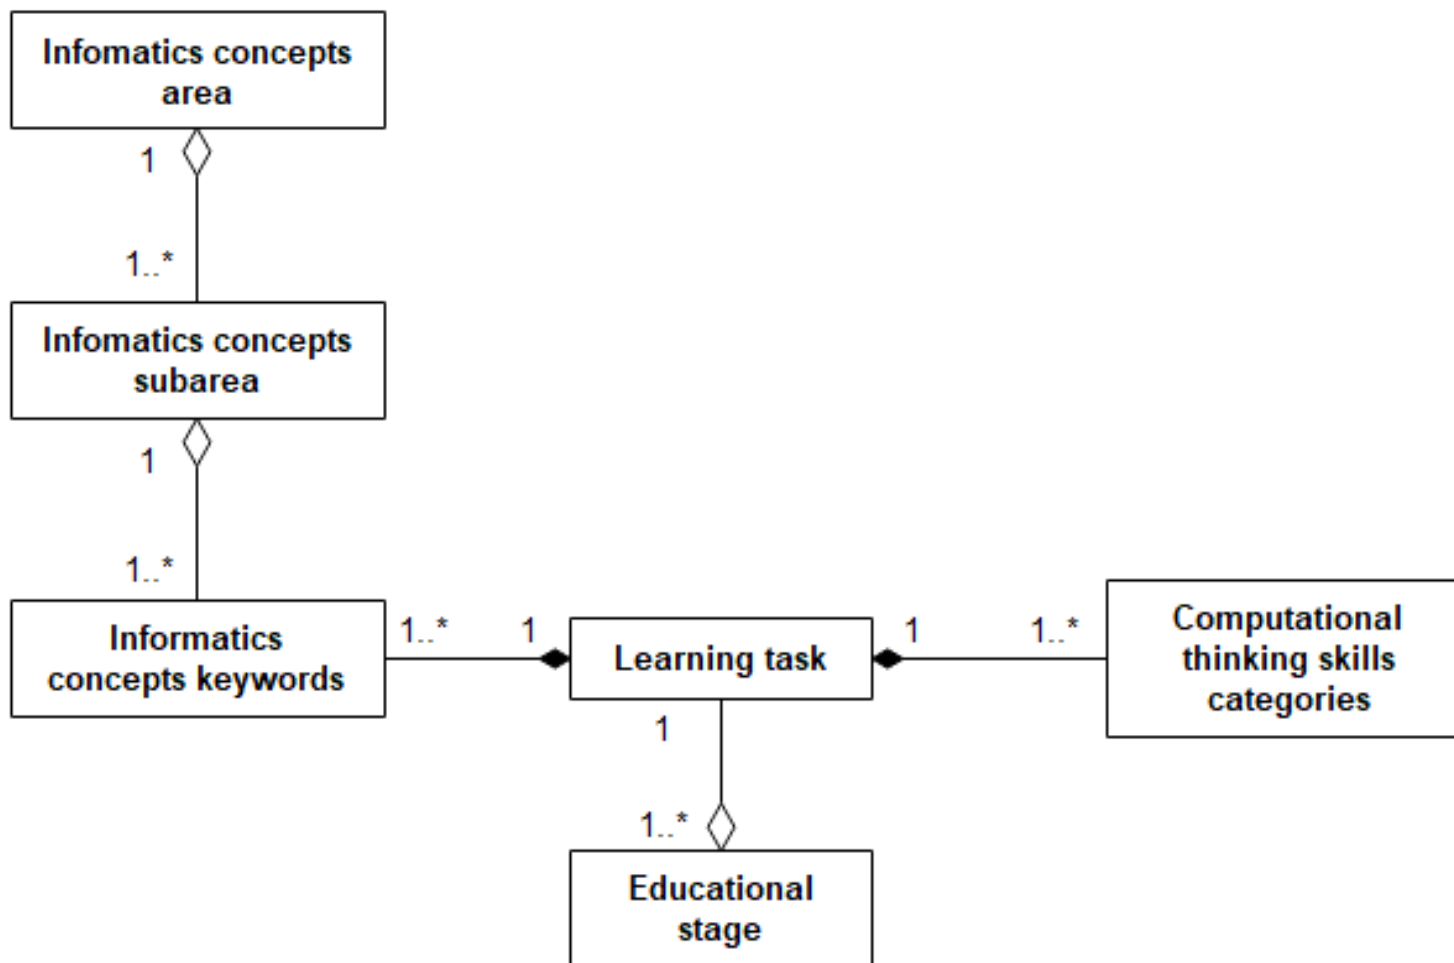 Infomatics concepts
area
1
1..*
Infomatics concepts
subarea
1
1..*
Informatics
concepts keywords
1..*
1
Learning task
1
1..*
Computational
thinking skills
categories
1
1..*
Educational
stage